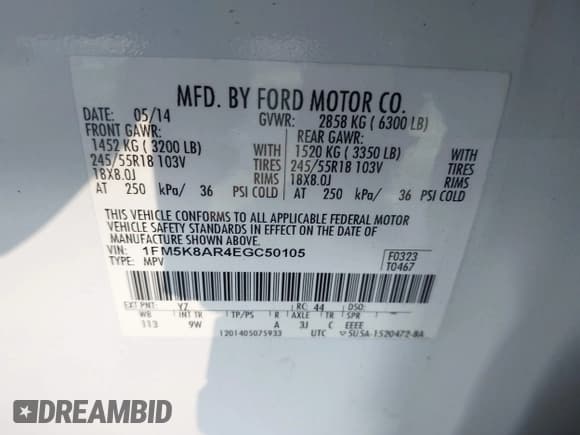 MFD. BY FORD MOTOR CO.
DATE: 05/14 GVWR: 2858 KG ( 6300 LB)
FRONT GAWR: REAR GAWR:
1452 KG ( 3200 LB) WITH 1520 KG ( 3350 LB) WITH
245/55R18 103V TIRES 245/55R18 103V TIRES
18X8.0J RIMS 18X8.0J RIMS
AT 250 kPa/ 36 PSI COLD AT 250 kPa/ 36 PSI COLD
THIS VEHICLE CONFORMS TO ALL APPLICABLE FEDERAL MOTOR
VEHICLE SAFETY STANDARDS IN EFFECT ON THE DATE OF
MANUFACTURE SHOWN ABOVE.
VIN: 1FM5K8AR4EGC50105 F0323
TYPE: MPV T0467
EXT PNT: YZ RC: 44 DSO:
WB INT TR TP/PS R AXLE TR SPR
113 9W A 3J C EEEE
1201405075933 UTC 5USA-1520472-BA
DREAMBID